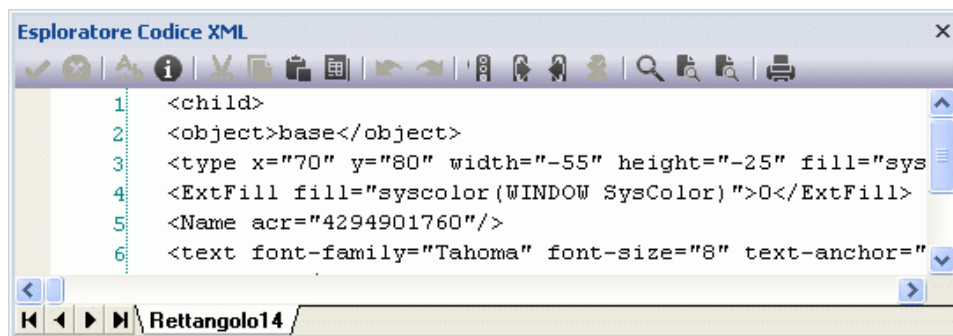 Esploratore Codice XML
1 <child>
2 <object>base</object>
3 <type x="70" y="80" width="-55" height="-25" fill="sys
4 <ExtFill fill="syscolor(WINDOW SysColor)">0</ExtFill>
5 <Name acr="4294901760"/>
6 <text font-family="Tahoma" font-size="8" text-anchor="
Rettangolo14